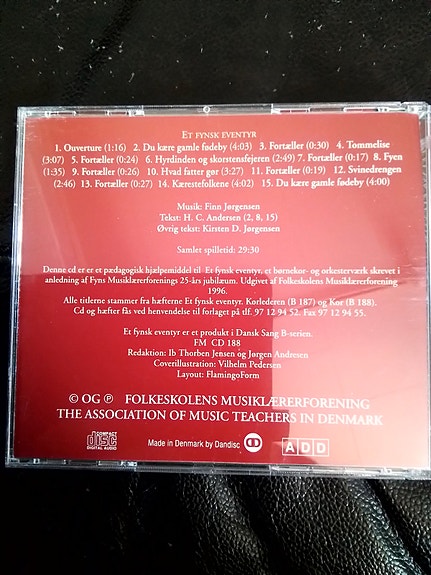 ET FYNSK EVENTYR
1. Ouverture (1:16) 2. Du kære gamle fødeby (4:03) 3. Fortæller (0:30) 4. Tommelise
(3:07) 5. Fortæller (0:24) 6. Hyrdinden og skorstensfejeren (2:49) 7. Fortæller (0:17) 8. Fyen
(1:35) 9. Fortæller (0:26) 10. Hvad fatter gør (3:27) 11. Fortæller (0:19) 12. Svinedrengen
(2:46) 13. Fortæller (0:27) 14. Kærestefolkene (4:02) 15. Du kære gamle fødeby (4:00)
Musik: Finn Jørgensen
Tekst: H. C. Andersen (2, 8, 15)
Øvrig tekst: Kirsten D. Jørgensen
Samlet spilletid: 29:30
Denne cd er er et pædagogisk hjælpemiddel til Et fynsk eventyr, et børnekor- og orkesterværk skrevet i
anledning af Fyns Musiklærerforenings 25-års jubilæum. Udgivet af Folkeskolens Musiklærerforening
1996.
Alle titlerne stammer fra hæfterne Et fynsk eventyr. Korlederen (B 187) og Kor (B 188).
Cd og hæfter fås ved henvendelse til forlaget på tlf. 97 12 94 52. Fax 97 12 94 55.
Et fynsk eventyr er et produkt i Dansk Sang B-serien.
FM CD 188
Redaktion: Ib Thorben Jensen og Jørgen Andresen
Coverillustration: Vilhelm Pedersen
Layout: FlamingoForm
© OG ℗ FOLKESKOLENS MUSIKLÆRERFORENING
THE ASSOCIATION OF MUSIC TEACHERS IN DENMARK
COMPACT
disc
DIGITAL AUDIO
Made in Denmark by Dandisc
A D D